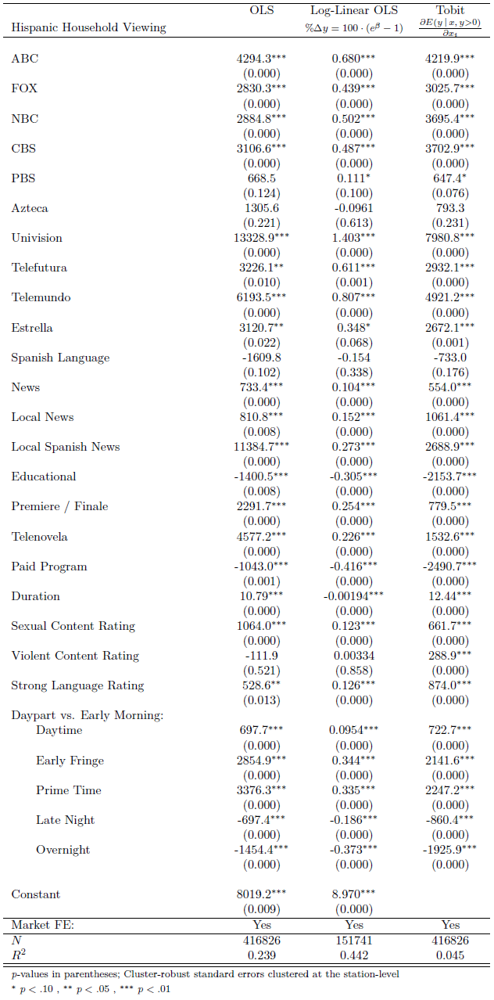 OLS Log-Linear OLS Tobit
Hispanic Household Viewing %Δy = 100 · (e^β − 1) ∂E(y | x, y>0) / ∂x_i
ABC 4294.3*** 0.680*** 4219.9***
(0.000) (0.000) (0.000)
FOX 2830.3*** 0.439*** 3025.7***
(0.000) (0.000) (0.000)
NBC 2884.8*** 0.502*** 3695.4***
(0.000) (0.000) (0.000)
CBS 3106.6*** 0.487*** 3702.9***
(0.000) (0.000) (0.000)
PBS 668.5 0.111* 647.4*
(0.124) (0.100) (0.076)
Azteca 1305.6 -0.0961 793.3
(0.221) (0.613) (0.231)
Univision 13328.9*** 1.403*** 7980.8***
(0.000) (0.000) (0.000)
Telefutura 3226.1** 0.611*** 2932.1***
(0.010) (0.001) (0.000)
Telemundo 6193.5*** 0.807*** 4921.2***
(0.000) (0.000) (0.000)
Estrella 3120.7** 0.348* 2672.1***
(0.022) (0.068) (0.001)
Spanish Language -1609.8 -0.154 -733.0
(0.102) (0.338) (0.176)
News 733.4*** 0.104*** 554.0***
(0.000) (0.000) (0.000)
Local News 810.8*** 0.152*** 1061.4***
(0.008) (0.000) (0.000)
Local Spanish News 11384.7*** 0.273*** 2688.9***
(0.000) (0.000) (0.000)
Educational -1400.5*** -0.305*** -2153.7***
(0.008) (0.000) (0.000)
Premiere / Finale 2291.7*** 0.254*** 779.5***
(0.000) (0.000) (0.000)
Telenovela 4577.2*** 0.226*** 1532.6***
(0.000) (0.000) (0.000)
Paid Program -1043.0*** -0.416*** -2490.7***
(0.001) (0.000) (0.000)
Duration 10.79*** -0.00194*** 12.44***
(0.000) (0.000) (0.000)
Sexual Content Rating 1064.0*** 0.123*** 661.7***
(0.000) (0.000) (0.000)
Violent Content Rating -111.9 0.00334 288.9***
(0.521) (0.858) (0.000)
Strong Language Rating 528.6** 0.126*** 874.0***
(0.013) (0.000) (0.000)
Daypart vs. Early Morning:
Daytime 697.7*** 0.0954*** 722.7***
(0.000) (0.000) (0.000)
Early Fringe 2854.9*** 0.344*** 2141.6***
(0.000) (0.000) (0.000)
Prime Time 3376.3*** 0.335*** 2247.2***
(0.000) (0.000) (0.000)
Late Night -697.4*** -0.186*** -860.4***
(0.000) (0.000) (0.000)
Overnight -1454.4*** -0.373*** -1925.9***
(0.000) (0.000) (0.000)
Constant 8019.2*** 8.970***
(0.009) (0.000)
Market FE: Yes Yes Yes
N 416826 151741 416826
R² 0.239 0.442 0.045
p-values in parentheses; Cluster-robust standard errors clustered at the station-level
* p < .10 , ** p < .05 , *** p < .01